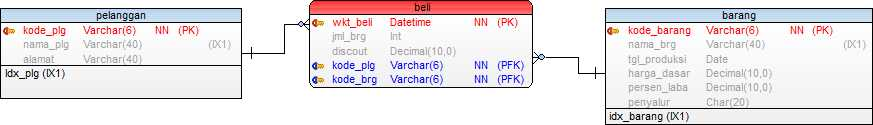 pelanggan
kode_plg Varchar(6) NN (PK)
nama_plg Varchar(40) (IX1)
alamat Varchar(40)
Idx_plg (IX1)
beli
wkt_beli Datetime NN (PK)
jml_brg Int
discout Decimal(10,0)
kode_plg Varchar(6) NN (PFK)
kode_brg Varchar(6) NN (PFK)
barang
kode_barang Varchar(6) NN (PK)
nama_brg Varchar(40) (IX1)
tgl_produksi Date
harga_dasar Decimal(10,0)
persen_laba Decimal(10,0)
penyalur Char(20)
idx_barang (IX1)